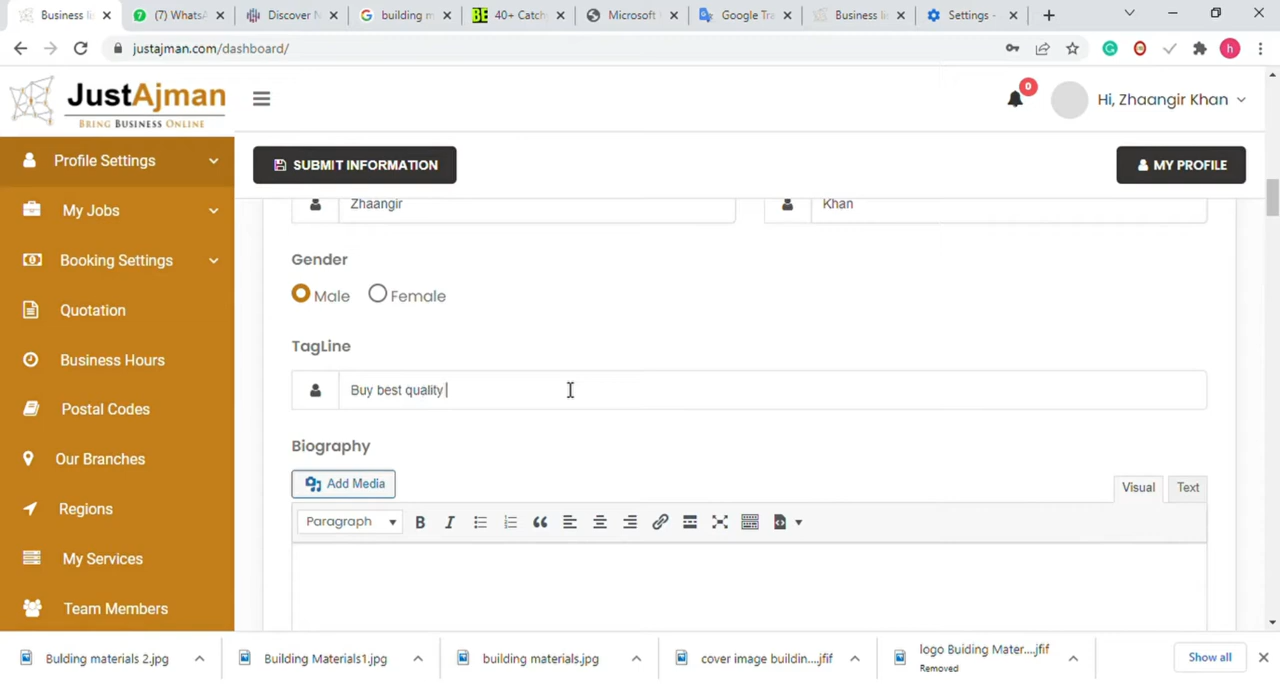 Business li
(7) WhatsA
Discover N
building m
40+ Catch
Microsoft
Google Tra
Business li
Settings -
justajman.com/dashboard/
h
JustAjman
BRING BUSINESS ONLINE
0
Hi, Zhaangir Khan
Profile Settings
My Jobs
Booking Settings
Quotation
Business Hours
Postal Codes
Our Branches
Regions
My Services
Team Members
SUBMIT INFORMATION
MY PROFILE
Zhaangir
Khan
Gender
Male
Female
TagLine
Buy best quality
Biography
Add Media
Visual
Text
Paragraph
B I
Bulding materials 2.jpg
Building Materials1.jpg
building materials.jpg
cover image buildin....jfif
logo Buiding Mater....jfif
Removed
Show all